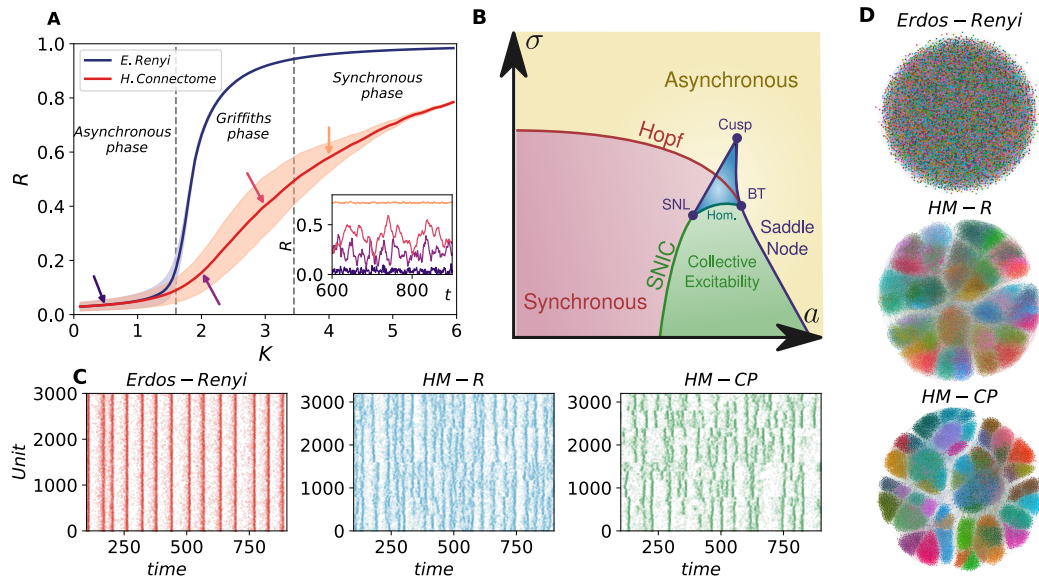 A
1.0
0.8
0.6
0.4
0.2
0.0
R
E. Renyi
H. Connectome
Asynchronous
phase
Griffiths
phase
Synchronous
phase
0.5
0.0
R
600
800
t
0
1
2
3
4
5
6
K
B
σ
Asynchronous
Cusp
Hopf
SNL
BT
Hom.
Saddle
Node
SNIC
Collective
Excitability
Synchronous
a
C
Erdos − Renyi
3000
2000
1000
0
Unit
250
500
750
time
HM − R
3000
2000
1000
0
250
500
750
time
HM − CP
3000
2000
1000
0
250
500
750
time
D
Erdos − Renyi
HM − R
HM − CP